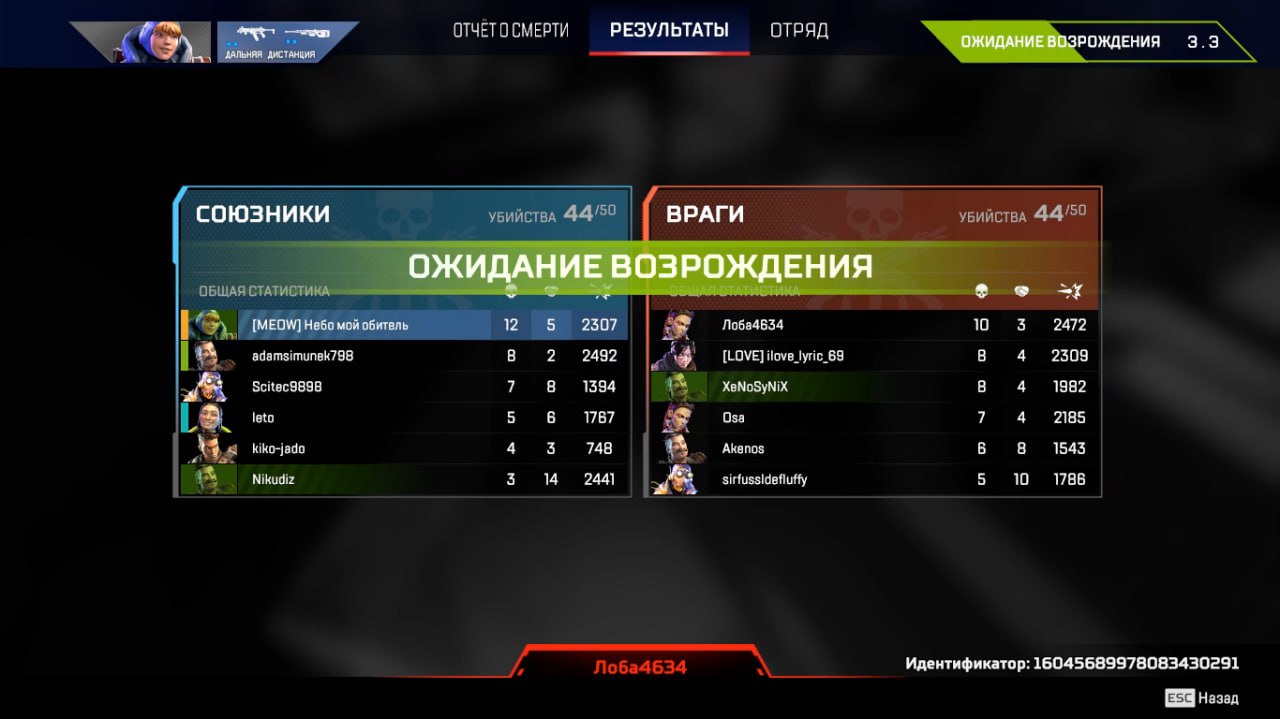 ОТЧЁТ О СМЕРТИ РЕЗУЛЬТАТЫ ОТРЯД
ОЖИДАНИЕ ВОЗРОЖДЕНИЯ 3.3
ДАЛЬНЯЯ ДИСТАНЦИЯ
СОЮЗНИКИ УБИЙСТВА 44/50
ВРАГИ УБИЙСТВА 44/50
ОЖИДАНИЕ ВОЗРОЖДЕНИЯ
ОБЩАЯ СТАТИСТИКА
[MEOW] Небо мой обитель 12 5 2307
adamsimunek798 8 2 2492
Scitec9898 7 8 1394
leto 5 6 1767
kiko-jado 4 3 748
Nikudiz 3 14 2441
ОБЩАЯ СТАТИСТИКА
Лоба4634 10 3 2472
[LOVE] ilove_lyric_69 8 4 2309
XeNoSyNiX 8 4 1982
Osa 7 4 2185
Akenos 6 8 1543
sirfussldefluffy 5 10 1786
Лоба4634
Идентификатор: 16045689978083430291
ESC Назад